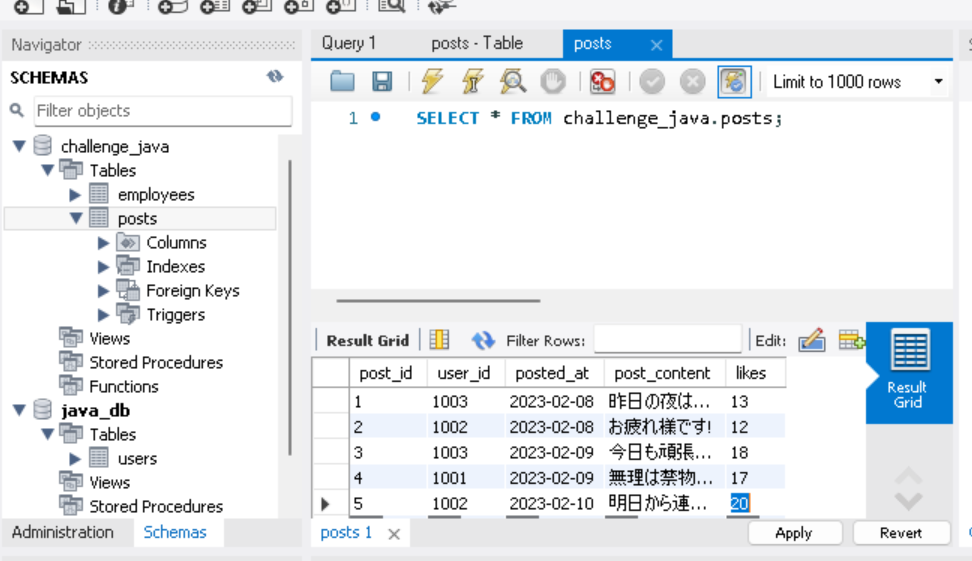 Navigator
Query 1
posts - Table
posts
SCHEMAS
Filter objects
Limit to 1000 rows
1
SELECT * FROM challenge_java.posts;
challenge_java
Tables
employees
posts
Columns
Indexes
Foreign Keys
Triggers
Views
Stored Procedures
Functions
java_db
Tables
users
Views
Stored Procedures
Administration
Schemas
Result Grid
Filter Rows:
Edit:
post_id user_id posted_at post_content likes
1 1003 2023-02-08 昨日の夜は... 13
2 1002 2023-02-08 お疲れ様です! 12
3 1003 2023-02-09 今日も頑張... 18
4 1001 2023-02-09 無理は禁物... 17
5 1002 2023-02-10 明日から連... 20
Result
Grid
posts 1
Apply
Revert